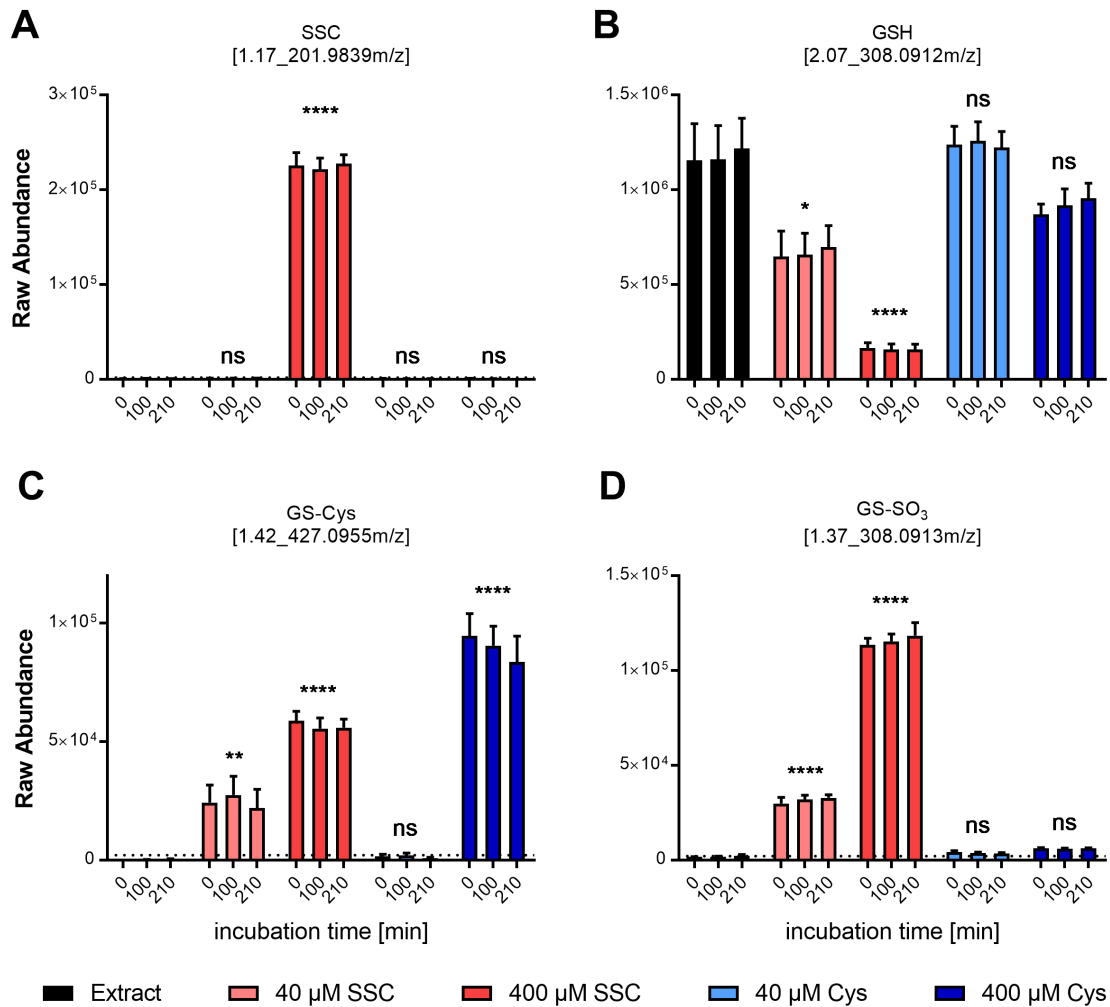 A
SSC
[1.17_201.9839m/z]
Raw Abundance
3×10⁵
2×10⁵
1×10⁵
0
ns
****
ns
ns
0 100 210 0 100 210 0 100 210 0 100 210 0 100 210
B
GSH
[2.07_308.0912m/z]
1.5×10⁶
1×10⁶
5×10⁵
0
*
****
ns
ns
0 100 210 0 100 210 0 100 210 0 100 210 0 100 210
C
GS-Cys
[1.42_427.0955m/z]
Raw Abundance
1×10⁵
5×10⁴
0
**
****
ns
****
0 100 210 0 100 210 0 100 210 0 100 210 0 100 210
incubation time [min]
D
GS-SO₃
[1.37_308.0913m/z]
1.5×10⁵
1×10⁵
5×10⁴
0
****
****
ns
ns
0 100 210 0 100 210 0 100 210 0 100 210 0 100 210
incubation time [min]
Extract 40 µM SSC 400 µM SSC 40 µM Cys 400 µM Cys